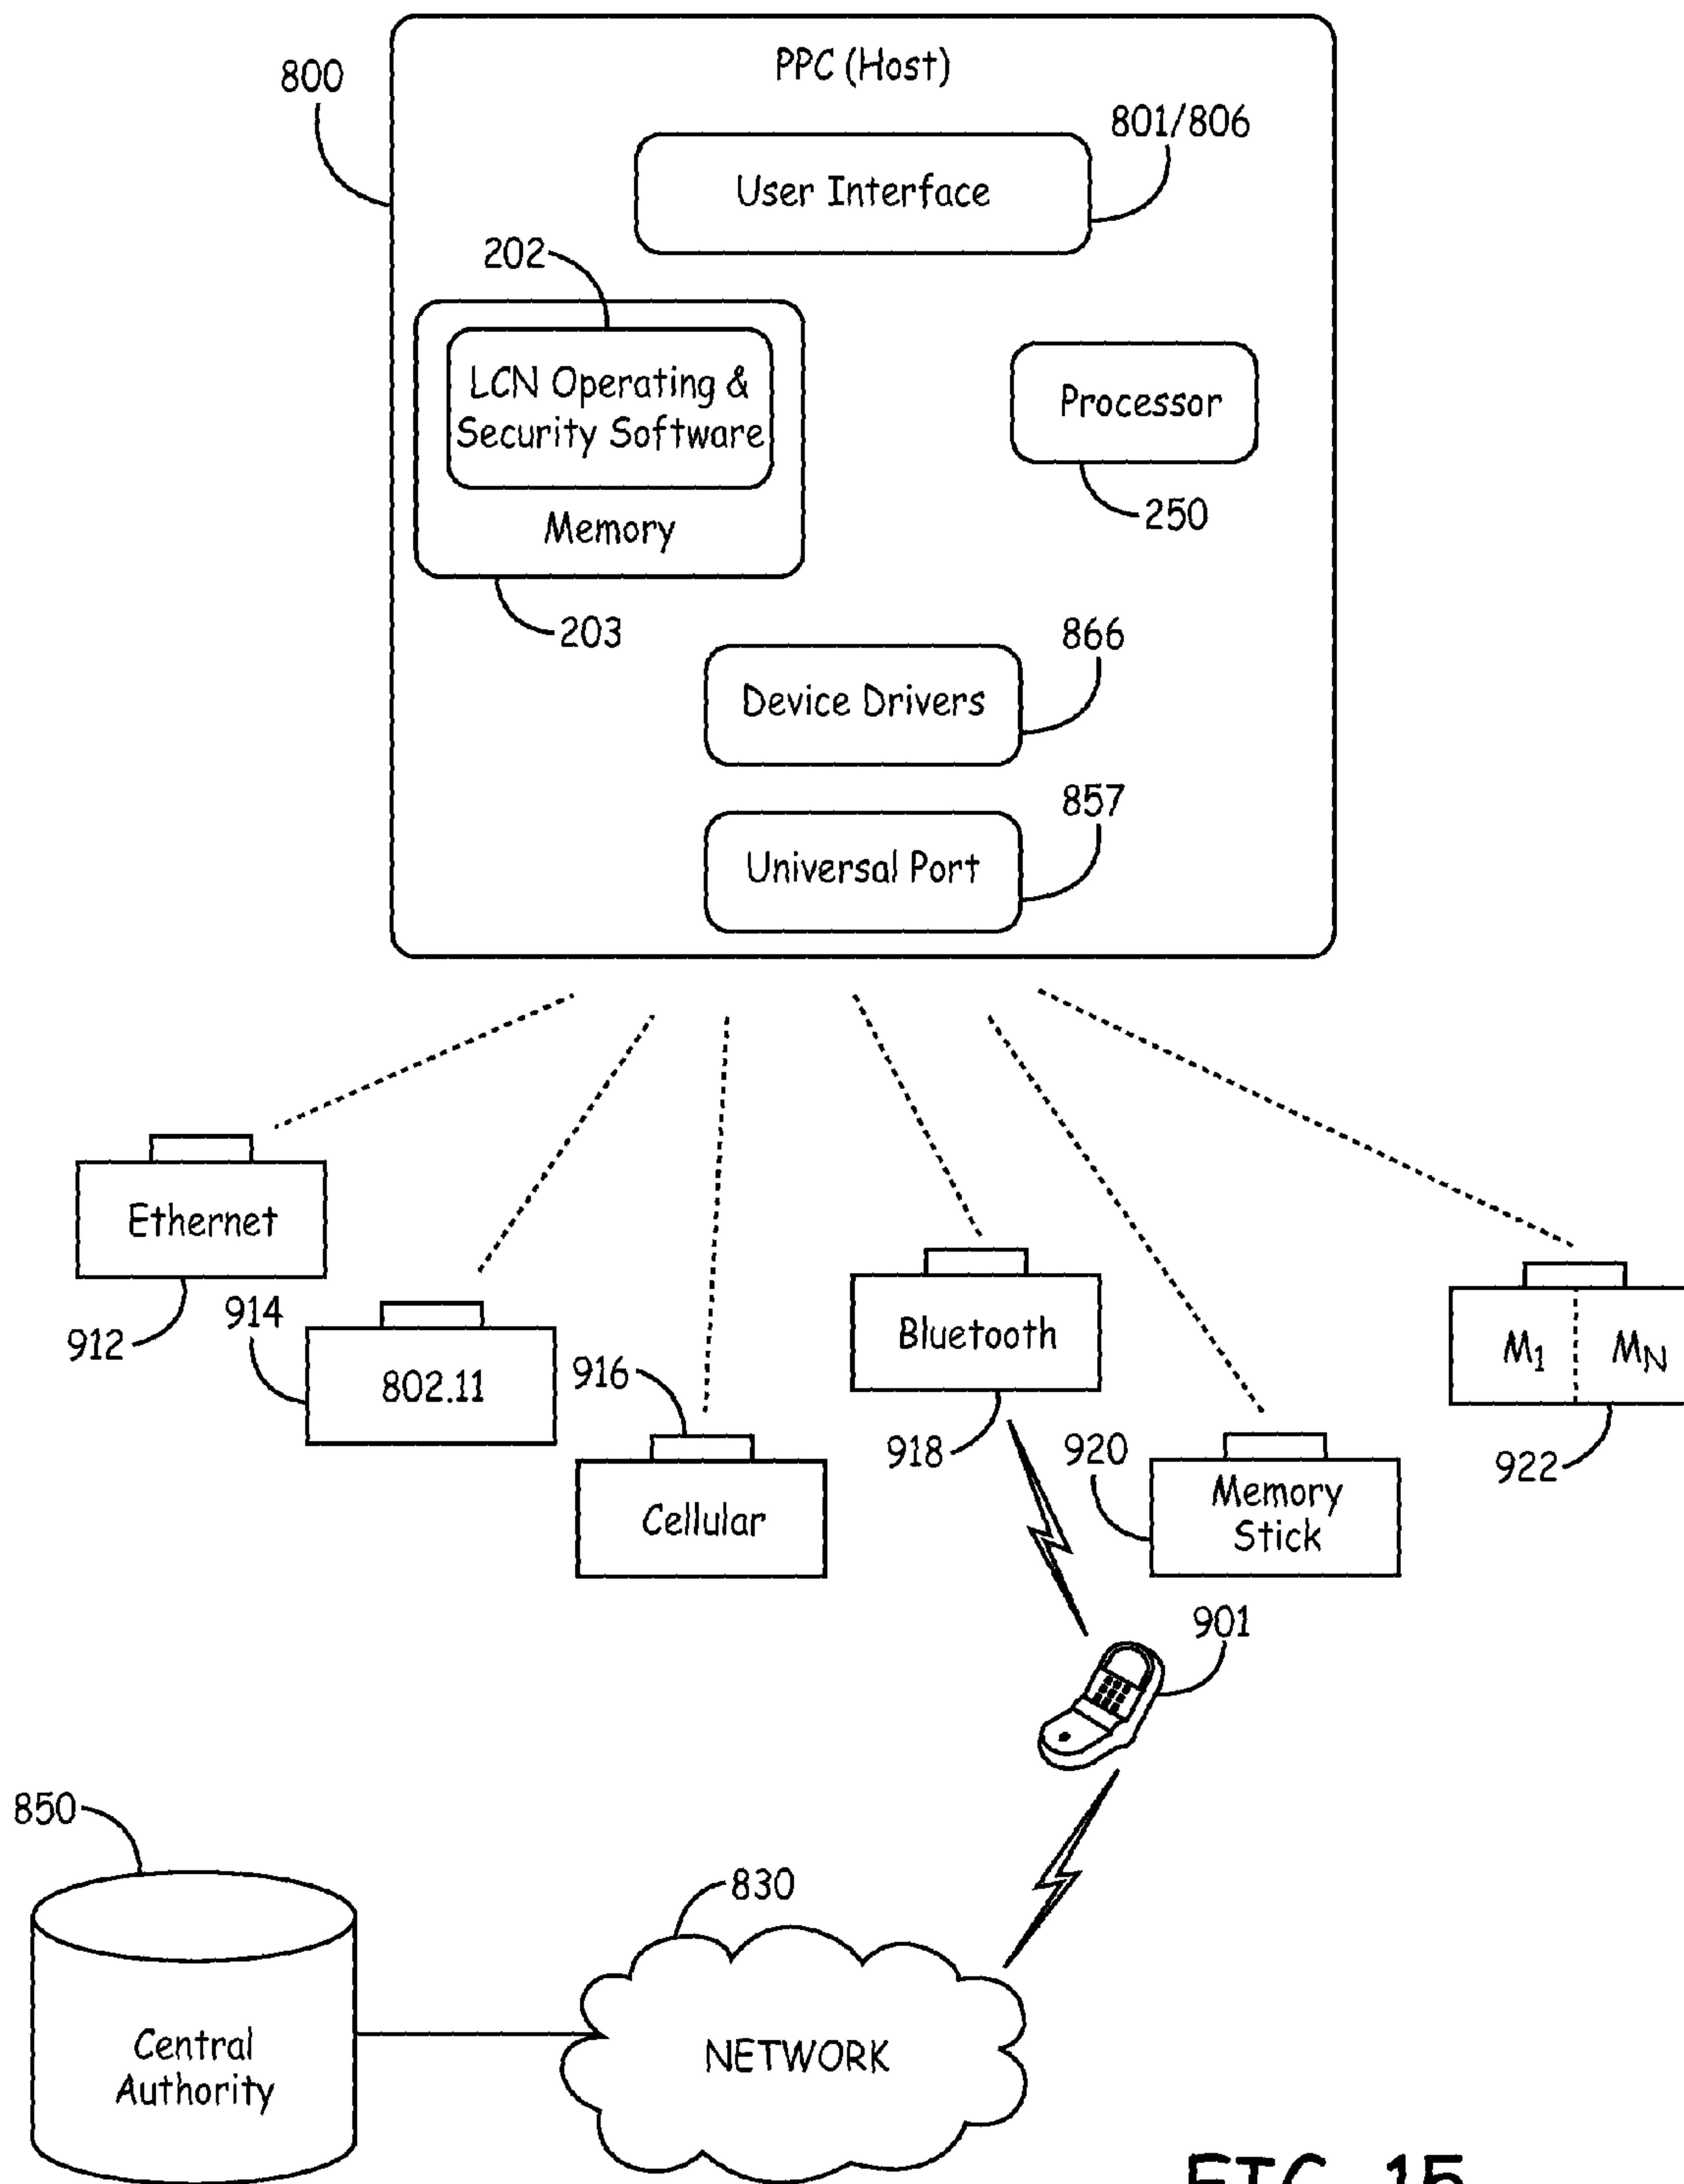 PPC (Host)
800
801/806
User Interface
202
LCN Operating &
Security Software
Processor
250
Memory
203
866
Device Drivers
857
Universal Port
Ethernet
912
914
802.11
916
Cellular
Bluetooth
918
920
Memory
Stick
M1
MN
922
901
850
Central
Authority
830
NETWORK
FIG. 15